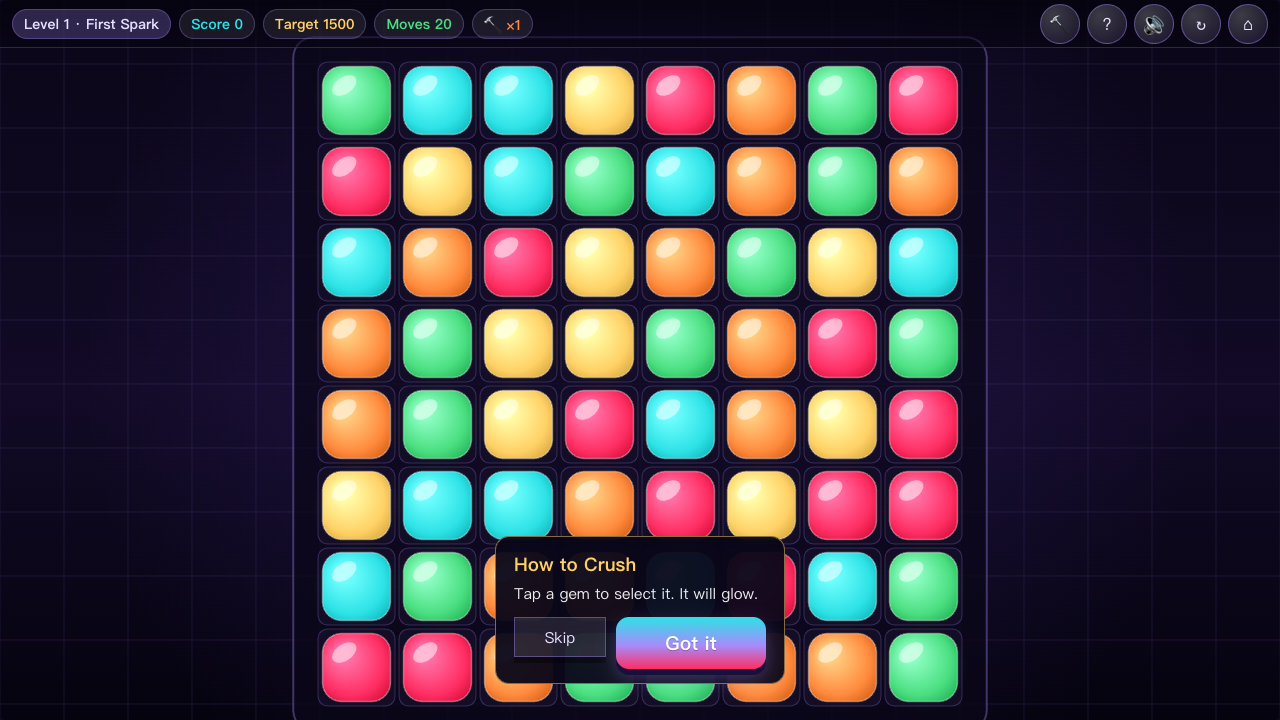 Level 1 · First Spark Score 0 Target 1500 Moves 20 x1 ?
How to Crush
Tap a gem to select it. It will glow.
Skip Got it